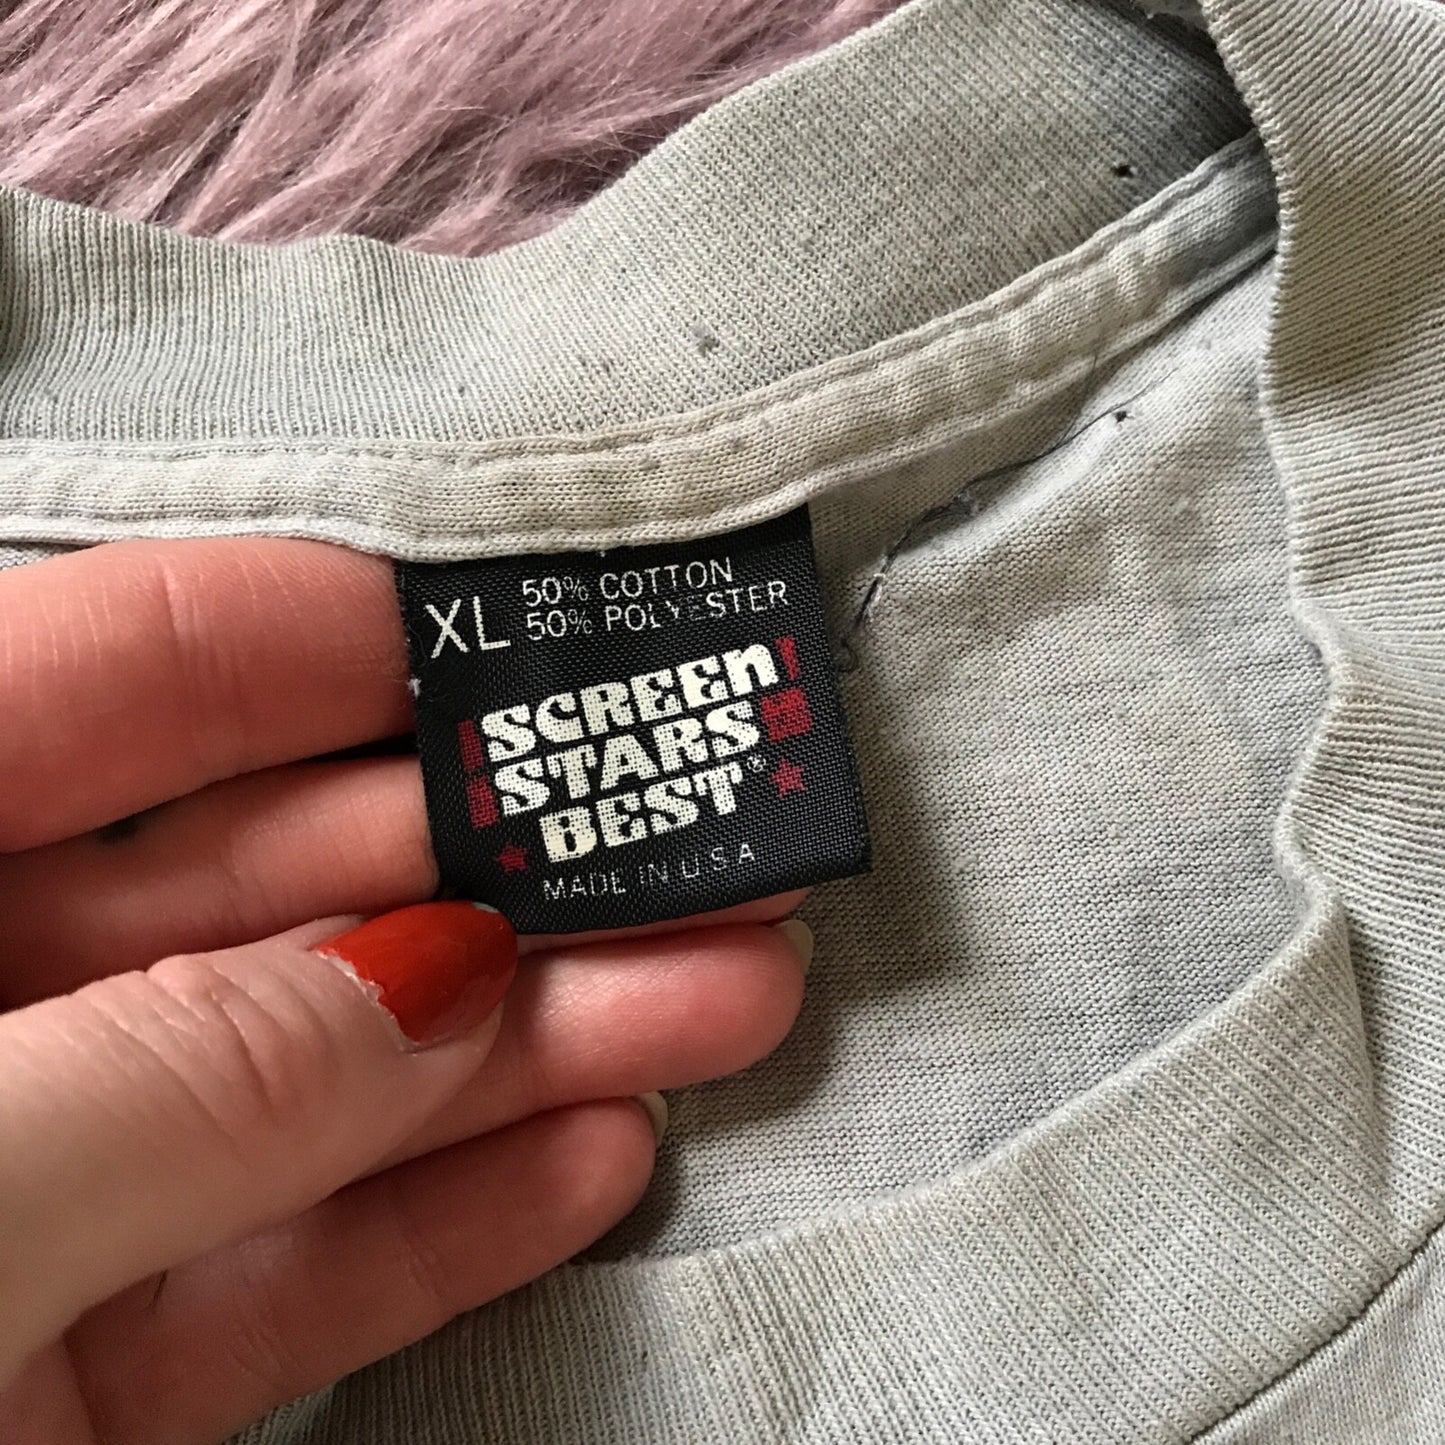 XL
50% COTTON
50% POLYESTER
SCREEN
STARS
BEST®
MADE IN U.S.A